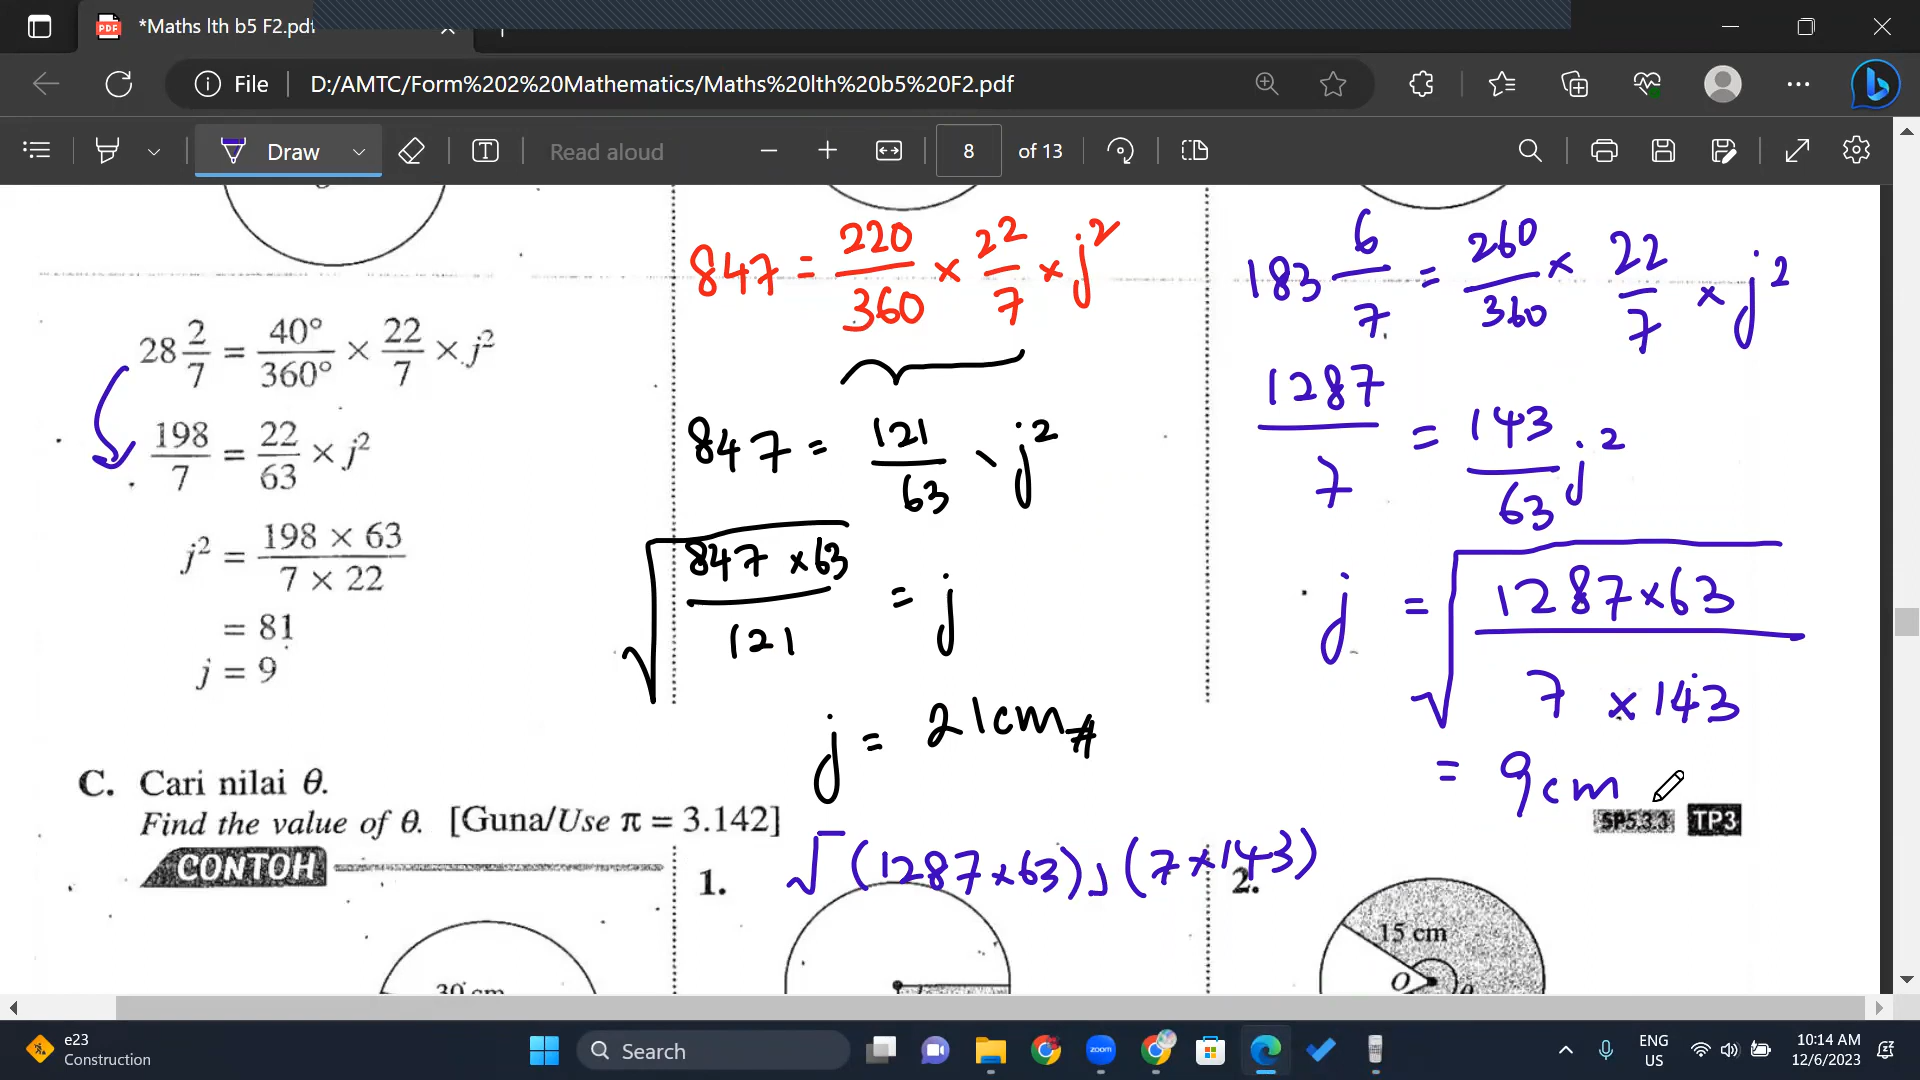 *Maths lth b5 F2.pdf
File D:/AMTC/Form%202%20Mathematics/Maths%20lth%20b5%20F2.pdf
Draw Read aloud 8 of 13
28 2/7 = 40°/360° × 22/7 × j²
198/7 = 22/63 × j²
j² = 198 × 63 / 7 × 22
= 81
j = 9
847 = 220/360 × 22/7 × j²
847 = 121/63 × j²
√(847 × 63 / 121) = j
j = 21cm #
183 6/7 = 260/360 × 22/7 × j²
1287/7 = 143/63 j²
j = √(1287 × 63 / 7 × 143)
= 9cm
C. Cari nilai θ.
Find the value of θ. [Guna/Use π = 3.142]
SP5.3.3 TP3
CONTOH
1. √(1287×63)⌟(7×143)
2.
30 cm
15 cm
O θ
e23
Construction
Search
zoom
ENG
US
10:14 AM
12/6/2023